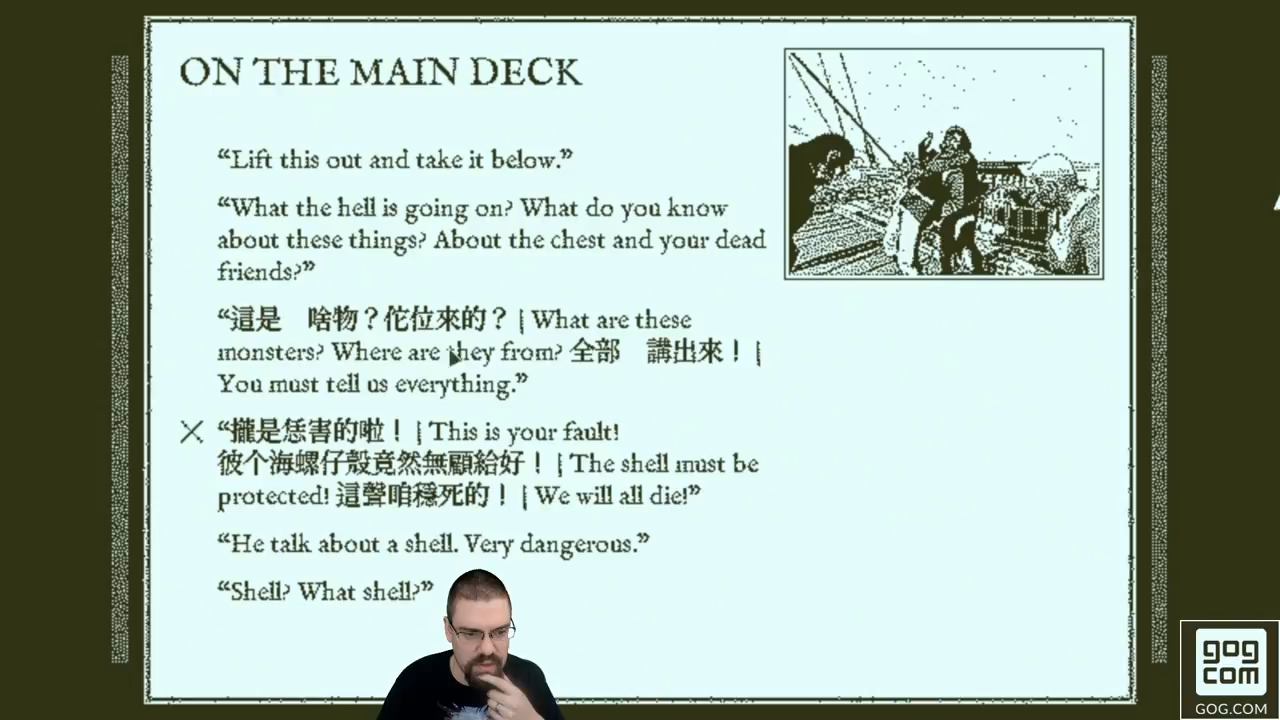 ON THE MAIN DECK
“Lift this out and take it below.”
“What the hell is going on? What do you know
about these things? About the chest and your dead
friends?”
“這是　啥物？佗位來的？ | What are these
monsters? Where are they from? 全部　講出來！ |
You must tell us everything.”
“攏是恁害的啦！ | This is your fault!
彼个海螺仔殼竟然無顧給好！ | The shell must be
protected! 這聲咱穩死的！ | We will all die!”
“He talk about a shell. Very dangerous.”
“Shell? What shell?”
gog
com
GOG.COM